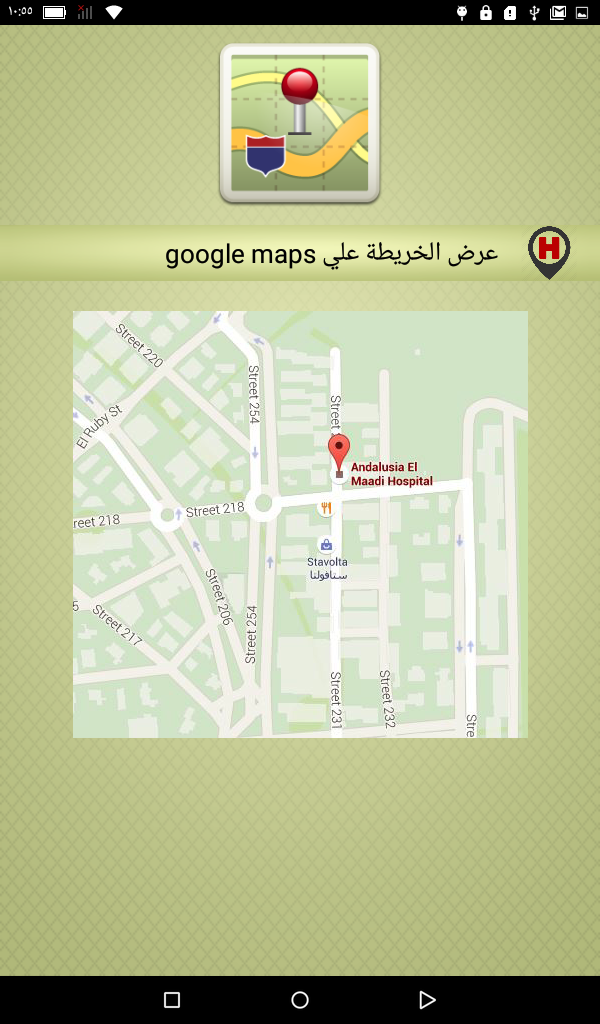 ١٠:٥٥
عرض الخريطة علي google maps
H
Street 220
Street 254
El Ruby St
Street 2
Andalusia El
Maadi Hospital
Street 218
reet 218
Stavolta
ستافولتا
Street 206
5
Street 217
Street 254
Street 231
Street 232
Stre